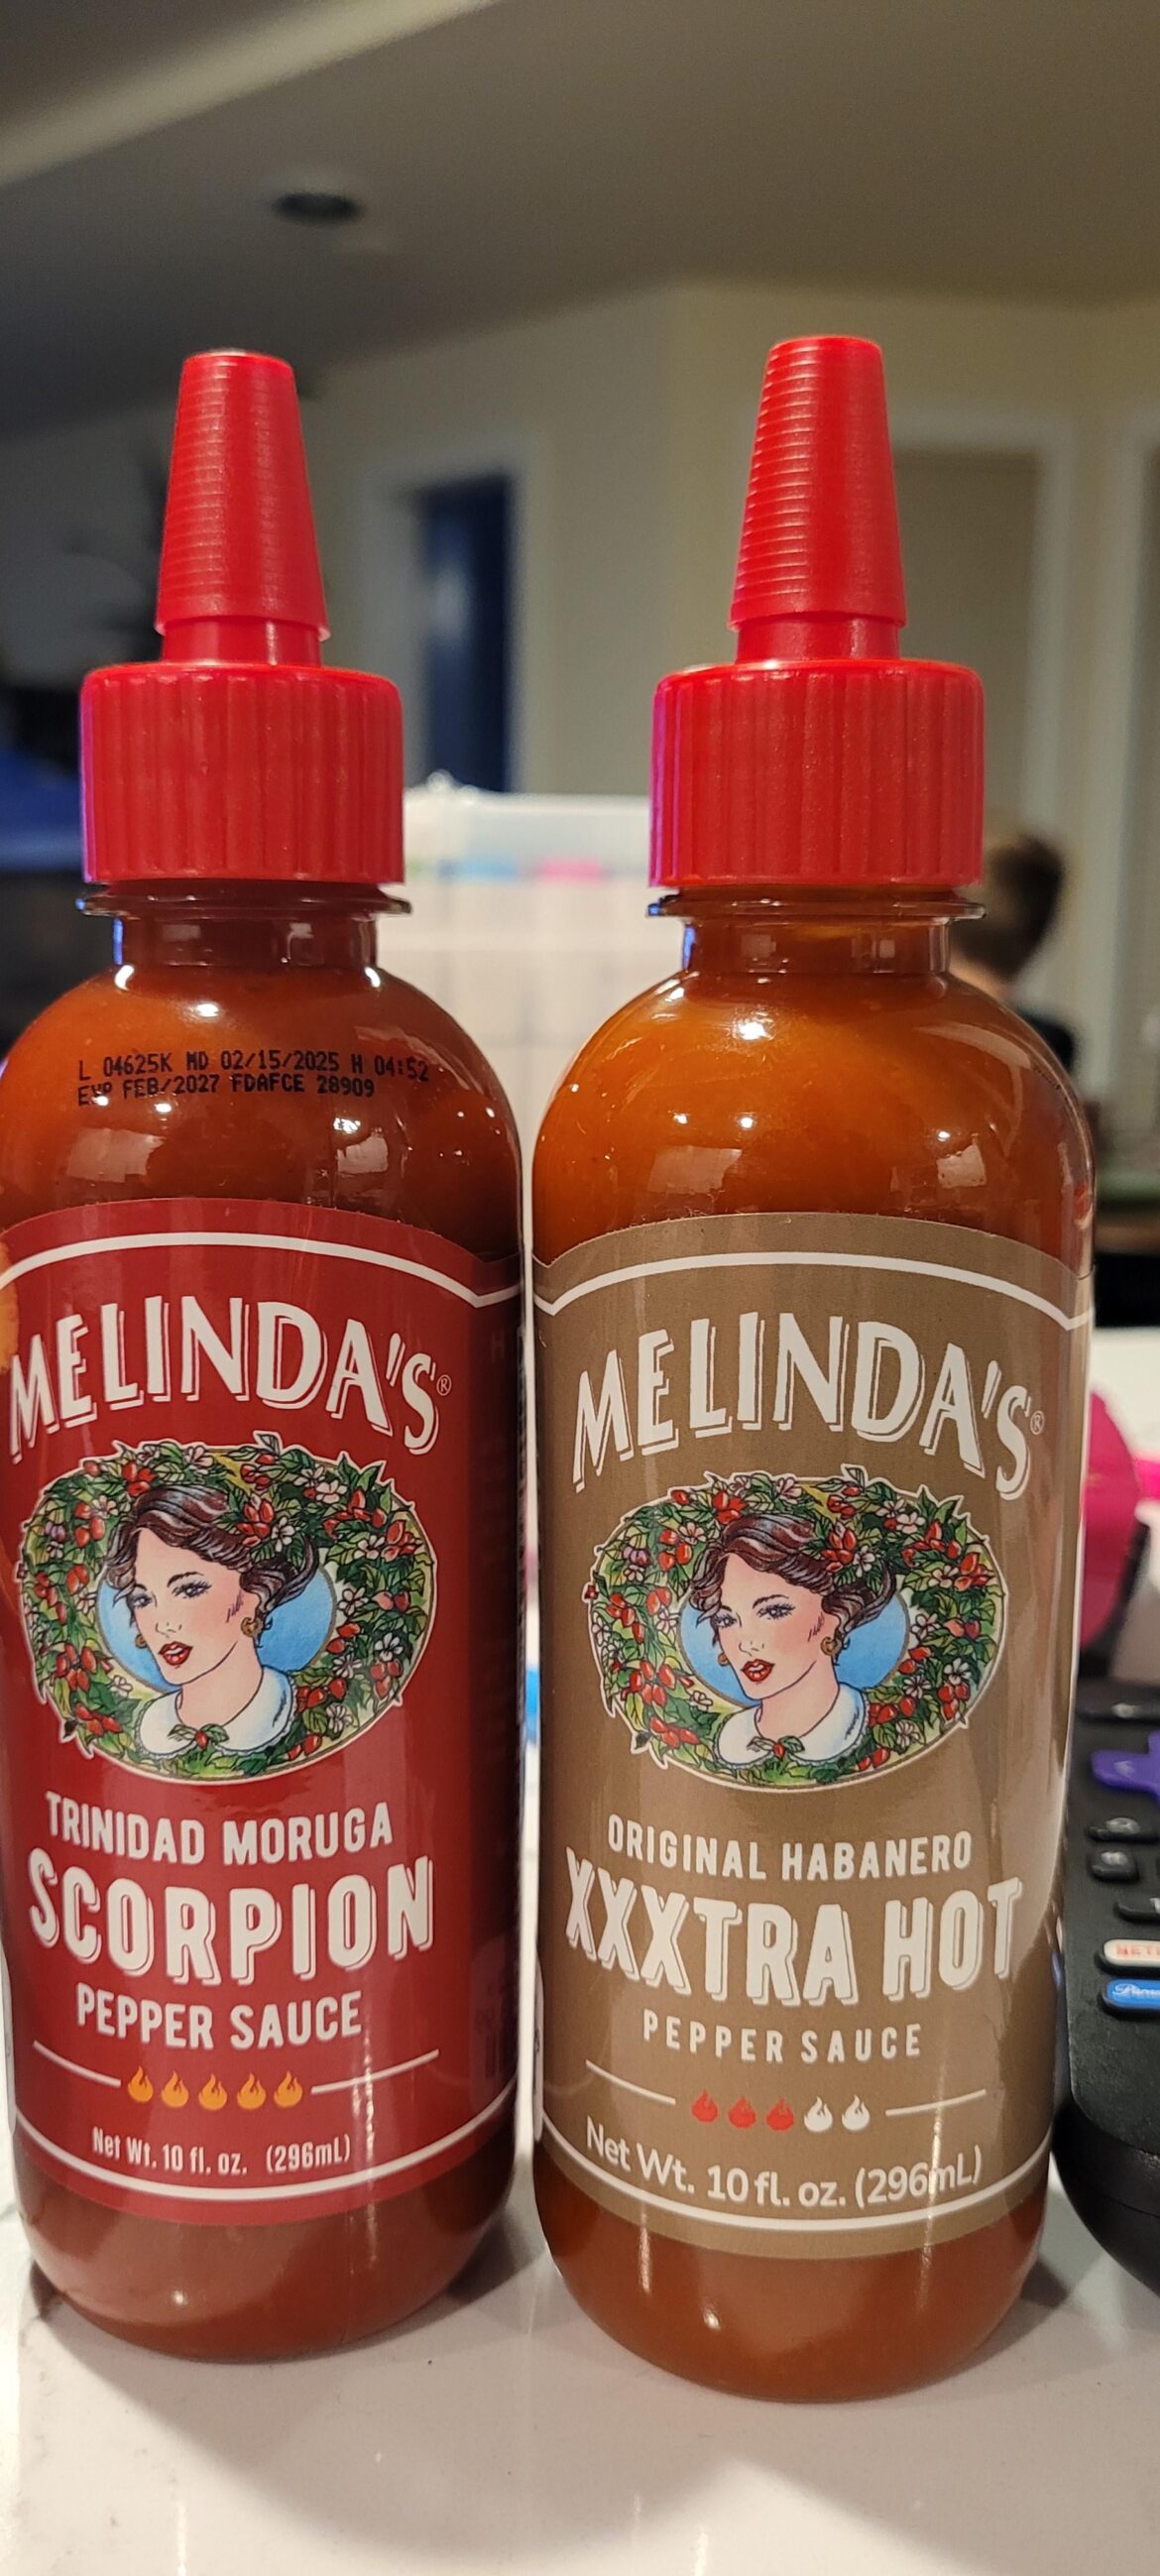 L 04625K MD 02/15/2025 H 04:52
EXP FEB/2027 FDAFCE 28909
MELINDA'S®
TRINIDAD MORUGA
SCORPION
PEPPER SAUCE
Net Wt. 10 fl. oz. (296mL)
MELINDA'S®
ORIGINAL HABANERO
XXXTRA HOT
PEPPER SAUCE
Net Wt. 10 fl. oz. (296mL)